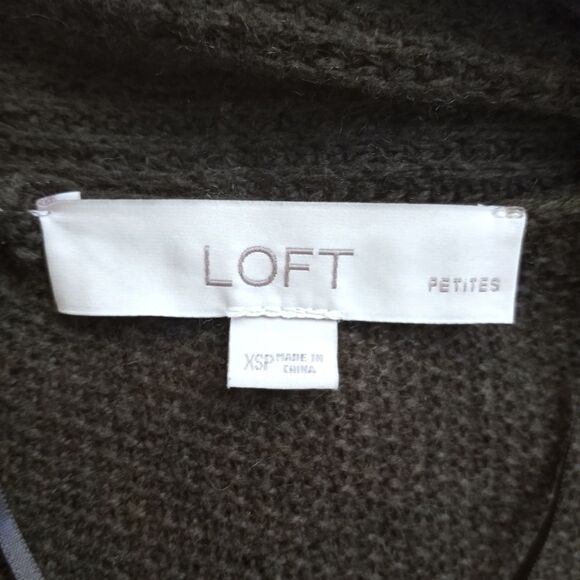 LOFT
PETITES
XSP MADE IN
CHINA